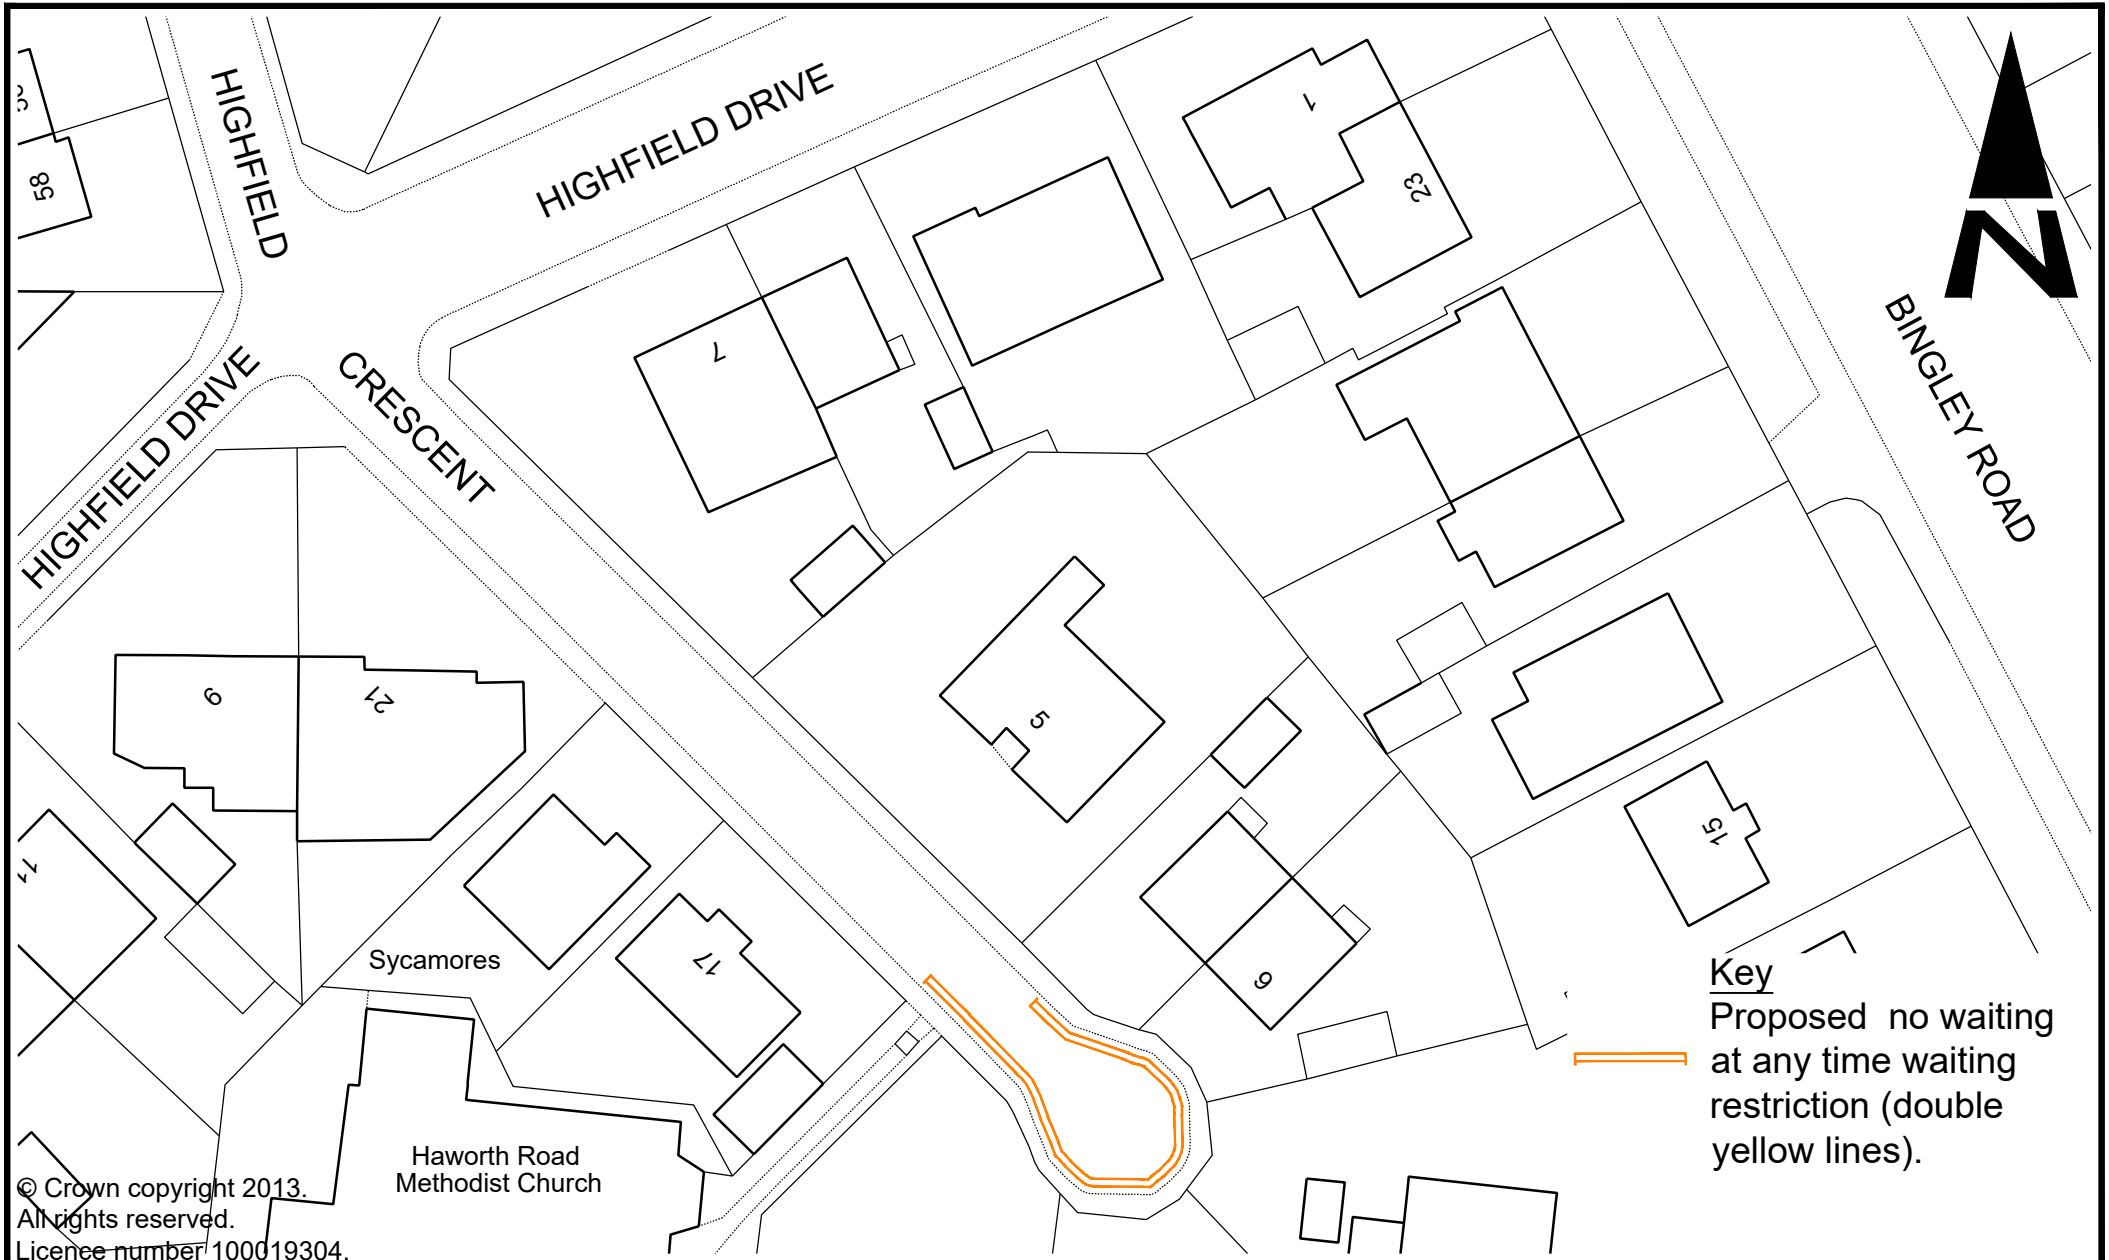 HIGHFIELD
HIGHFIELD DRIVE
1
23
58
N
BINGLEY ROAD
7
CRESCENT
HIGHFIELD DRIVE
9
21
5
15
11
17
Sycamores
6
Key
Proposed no waiting
at any time waiting
restriction (double
yellow lines).
Haworth Road
Methodist Church
© Crown copyright 2013.
All rights reserved.
Licence number 100019304.